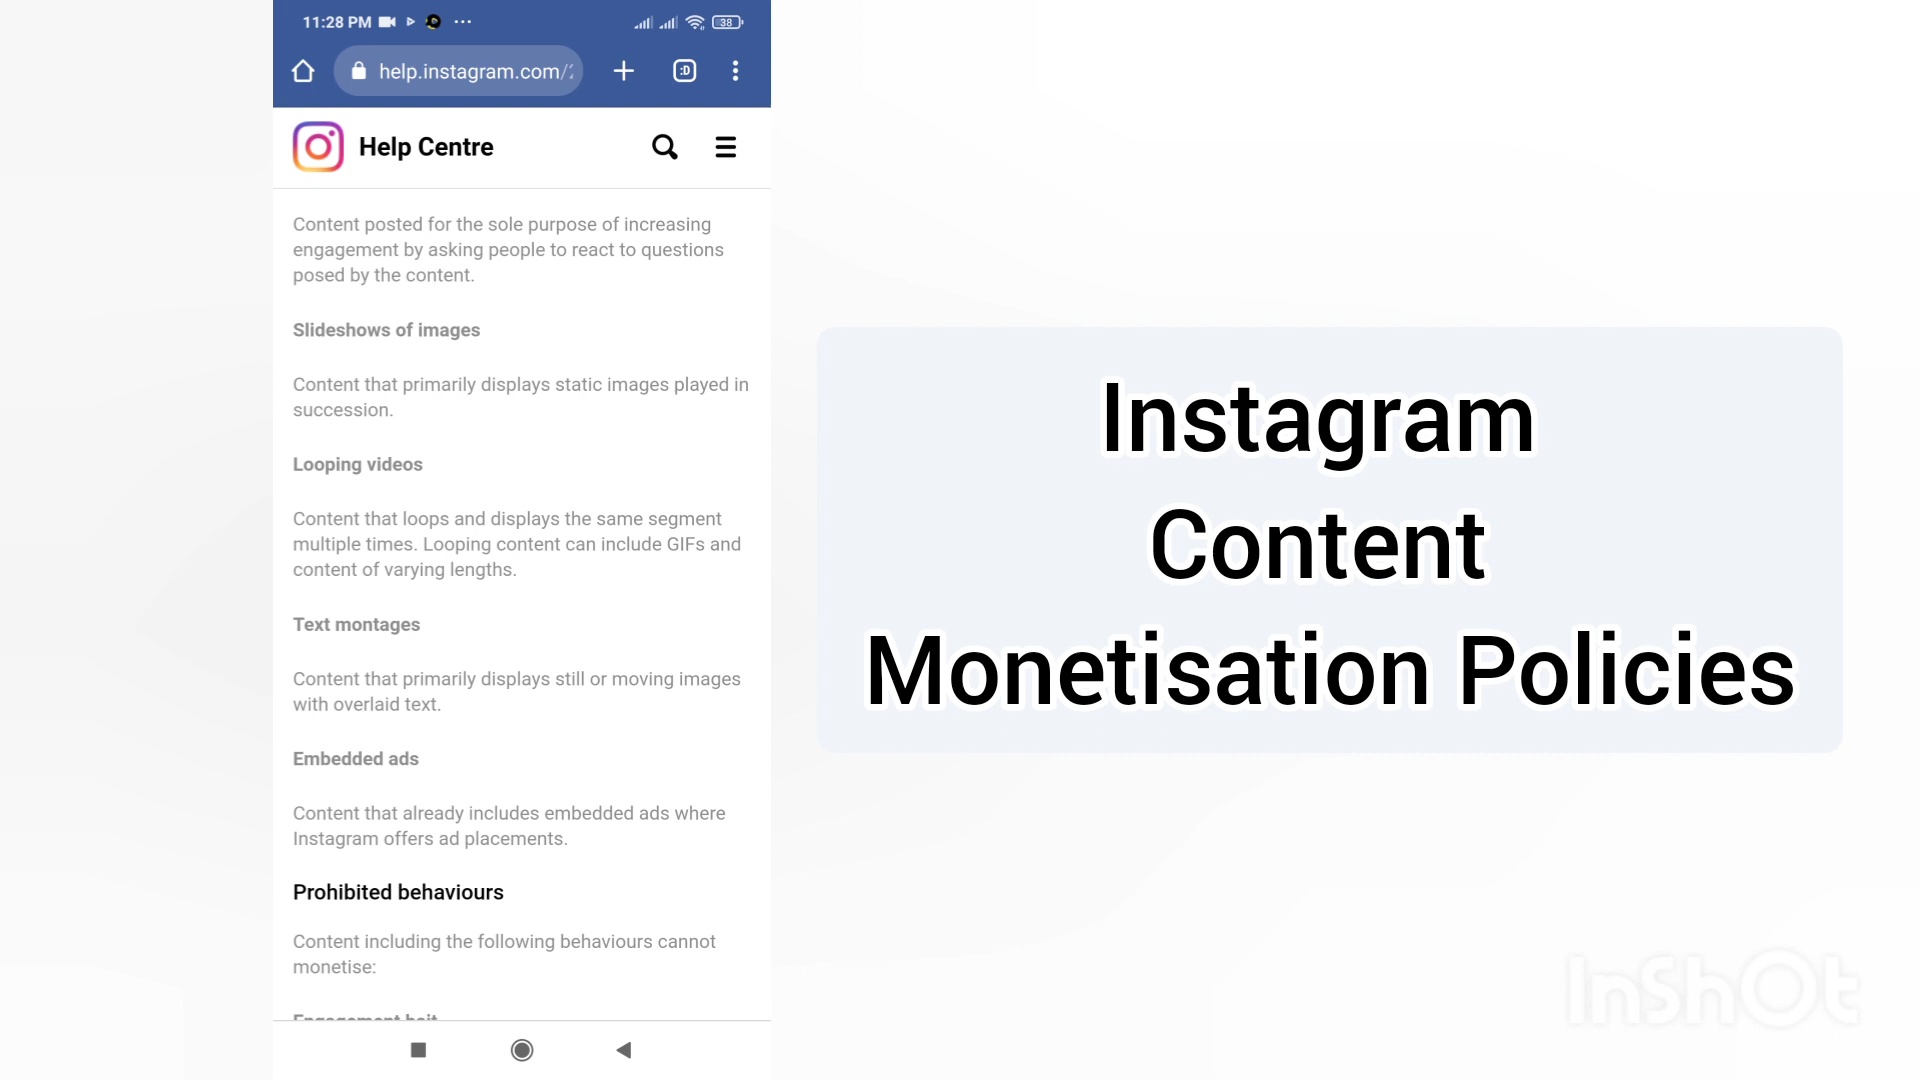 11:28 PM
38
help.instagram.com/
:D
Help Centre
Content posted for the sole purpose of increasing
engagement by asking people to react to questions
posed by the content.
Slideshows of images
Content that primarily displays static images played in
succession.
Looping videos
Content that loops and displays the same segment
multiple times. Looping content can include GIFs and
content of varying lengths.
Text montages
Content that primarily displays still or moving images
with overlaid text.
Embedded ads
Content that already includes embedded ads where
Instagram offers ad placements.
Prohibited behaviours
Content including the following behaviours cannot
monetise:
Engagement bait
Instagram
Content
Monetisation Policies
InShOt